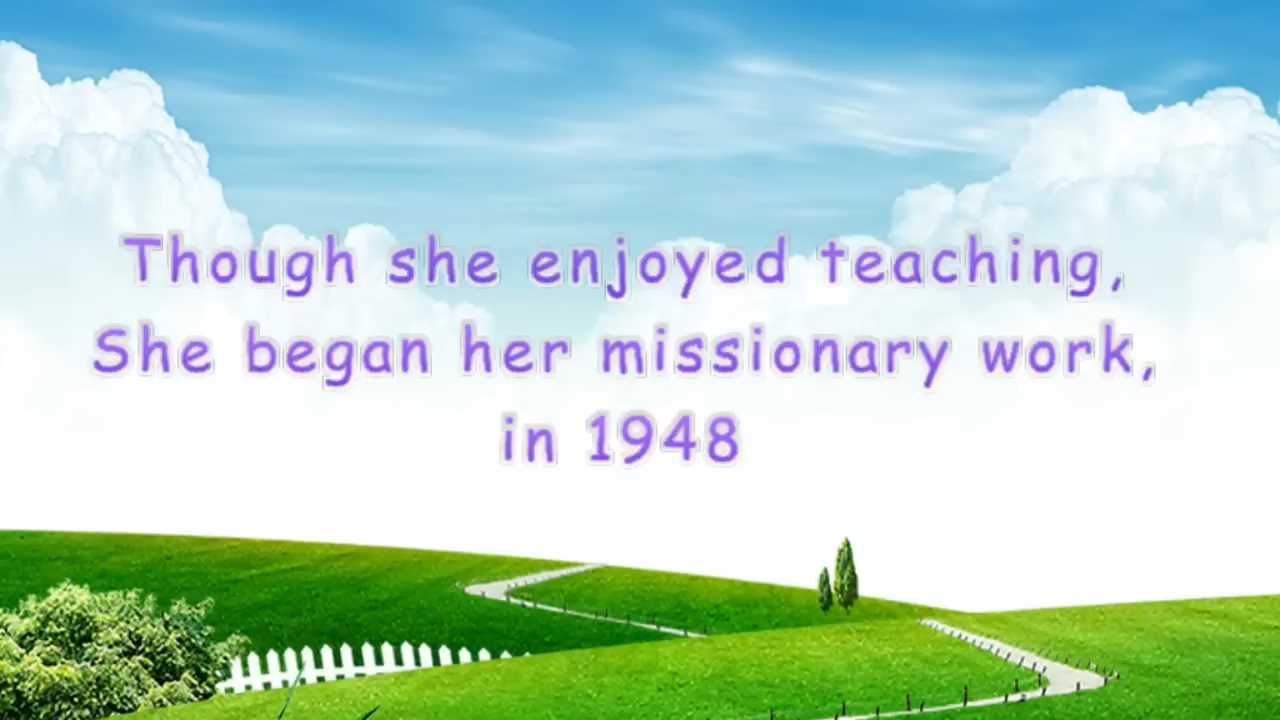 Though she enjoyed teaching,
She began her missionary work,
in 1948